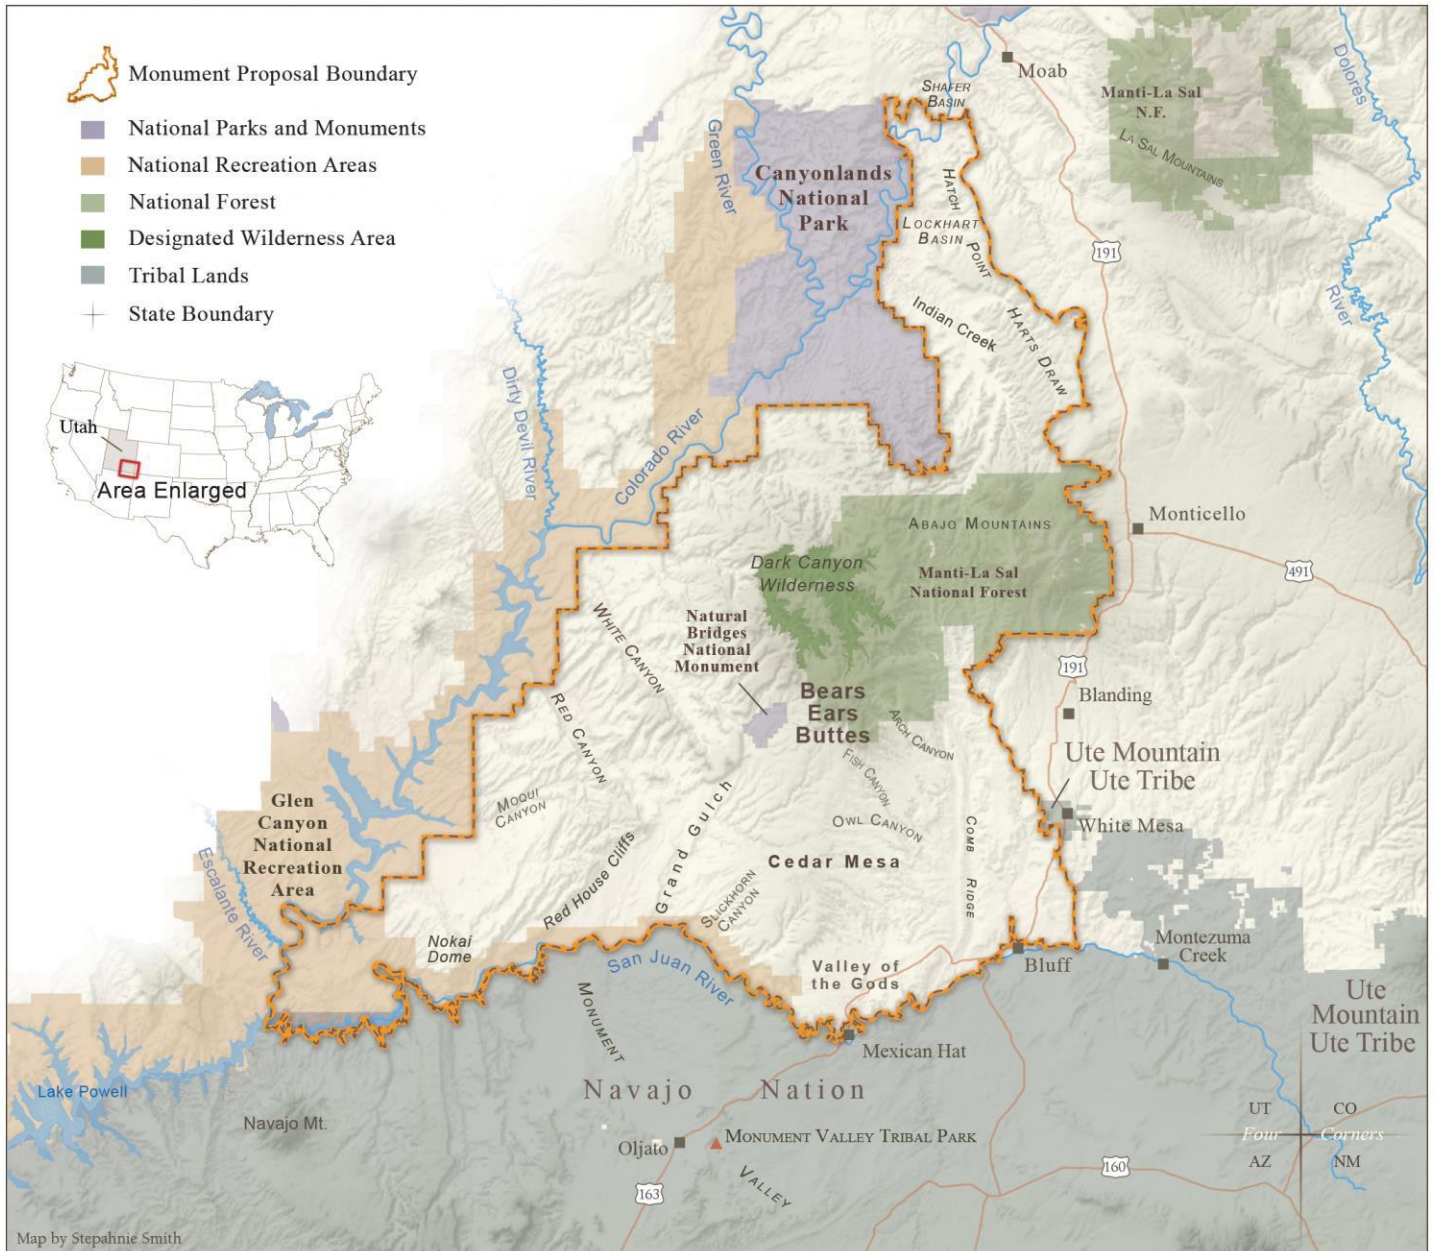 Monument Proposal Boundary
National Parks and Monuments
National Recreation Areas
National Forest
Designated Wilderness Area
Tribal Lands
State Boundary
Utah
Area Enlarged
Moab
SHAFER
BASIN
Manti-La Sal
N.F.
LA SAL MOUNTAINS
Dolores
River
Green River
Canyonlands
National
Park
HATCH
POINT
LOCKHART
BASIN
191
Indian Creek
HARTS DRAW
Dirty Devil River
Colorado River
ABAJO MOUNTAINS
Monticello
491
Dark Canyon
Wilderness
Manti-La Sal
National Forest
Natural
Bridges
National
Monument
WHITE CANYON
191
Blanding
Bears
Ears
Buttes
RED CANYON
ARCH CANYON
FISH CANYON
Ute Mountain
Ute Tribe
MOQUI
CANYON
Grand Gulch
OWL CANYON
COMB
RIDGE
White Mesa
Glen
Canyon
National
Recreation
Area
Escalante River
Red House Cliffs
Cedar Mesa
SLICKHORN
CANYON
Nokai
Dome
San Juan River
Valley of
the Gods
Bluff
Montezuma
Creek
MONUMENT
Ute
Mountain
Ute Tribe
Mexican Hat
Lake Powell
Navajo Nation
Navajo Mt.
Oljato
MONUMENT VALLEY TRIBAL PARK
VALLEY
163
160
UT CO
Four Corners
AZ NM
Map by Stepahnie Smith